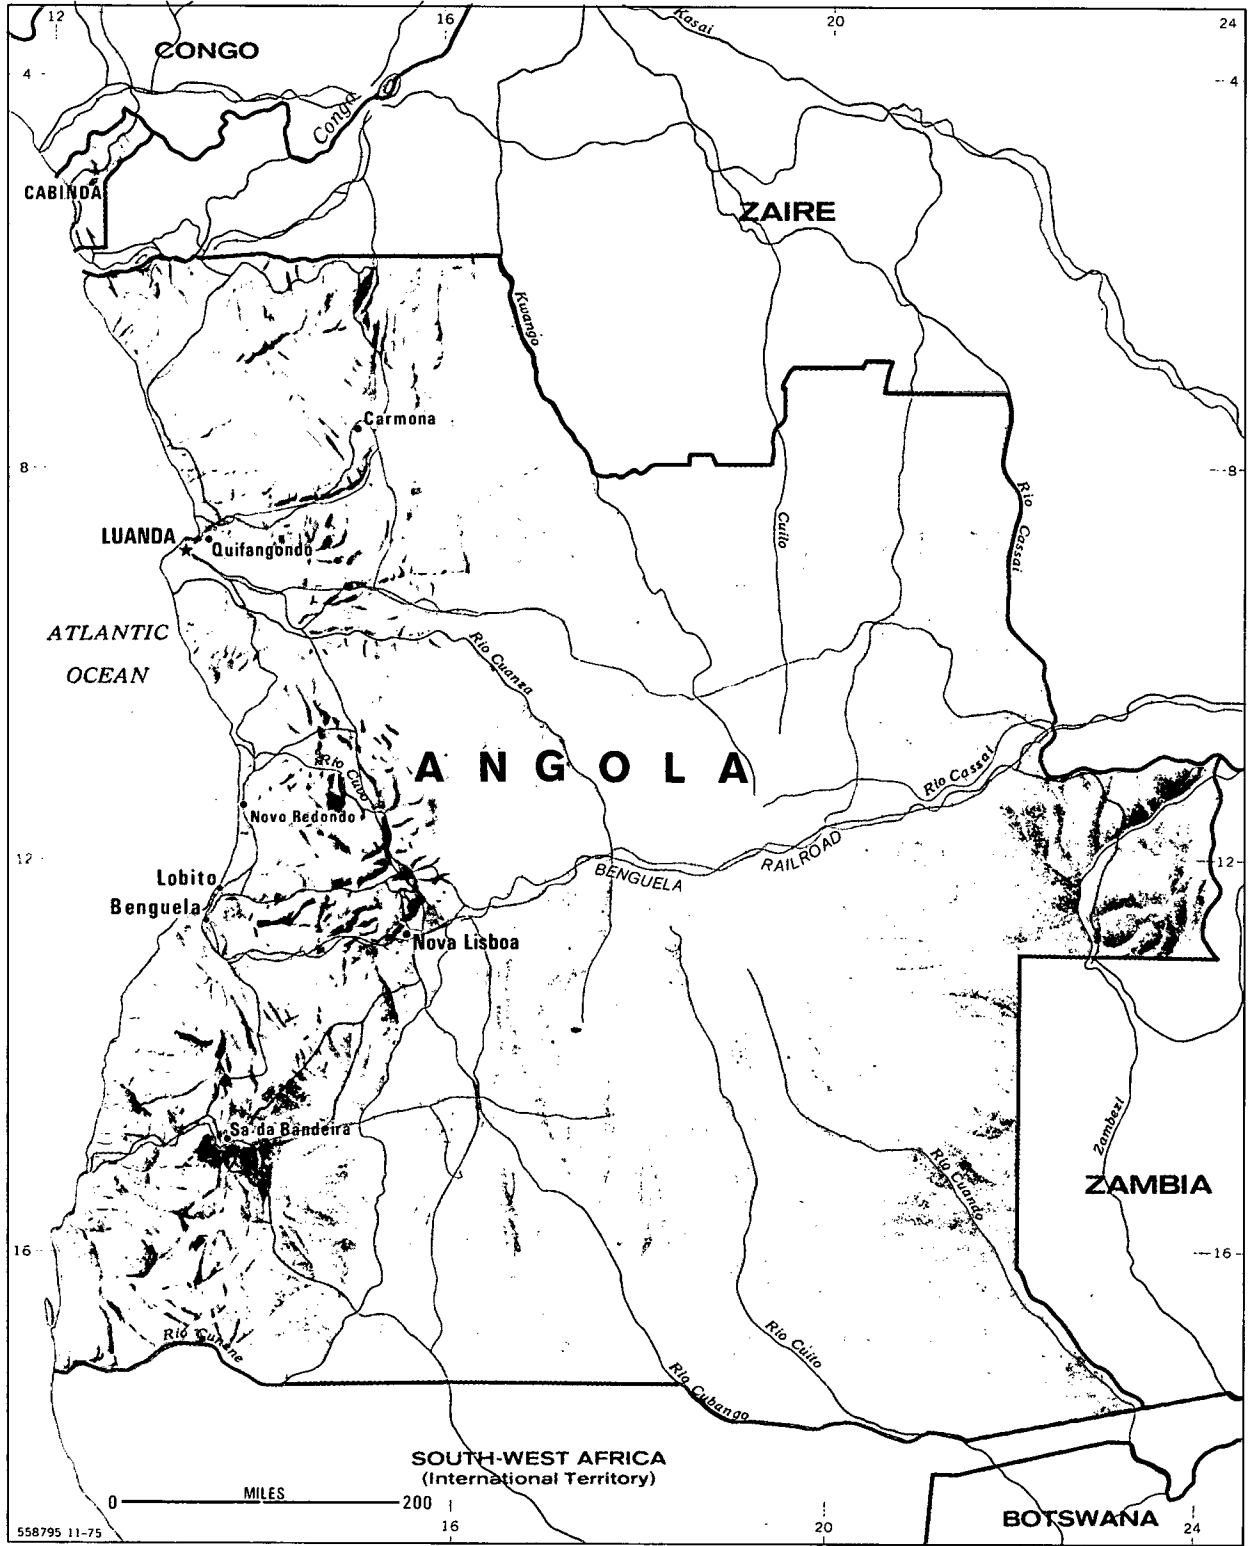 12
16
20
24
CONGO
Kasai
4
4
Congo
CABINDA
ZAIRE
Kwango
Carmona
8
8
Rio Cassai
LUANDA
Quifangondo
Cuilo
ATLANTIC
OCEAN
Rio Cuanza
ANGOLA
Rio Cuvo
Rio Cassai
Novo Redondo
12
12
BENGUELA RAILROAD
Lobito
Benguela
Nova Lisboa
Sa da Bandeira
Zambezi
Rio Cuando
ZAMBIA
16
16
Rio Cunene
Rio Cuito
Rio Cubango
SOUTH-WEST AFRICA
(International Territory)
0 MILES 200
BOTSWANA
558795 11-75
16
20
24